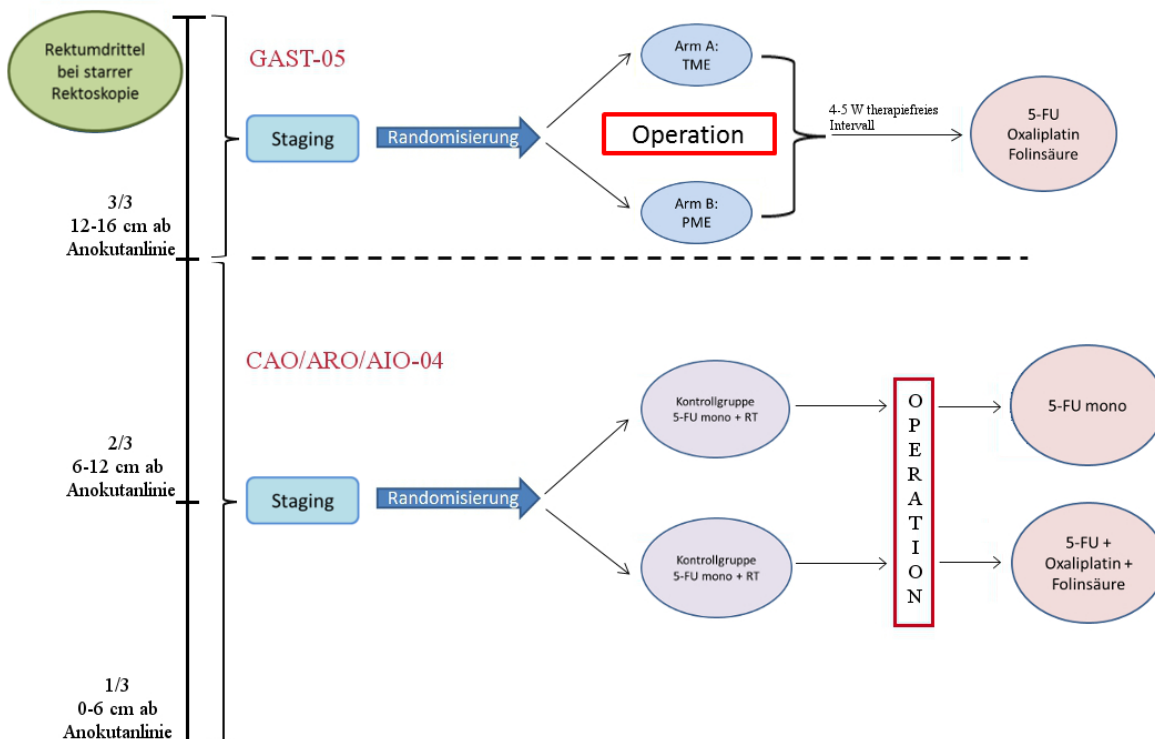 Rektumdrittel
bei starrer
Rektoskopie
GAST-05
Staging
Randomisierung
Arm A:
TME
Operation
Arm B:
PME
4-5 W therapiefreies
Intervall
5-FU
Oxaliplatin
Folinsäure
3/3
12-16 cm ab
Anokutanlinie
CAO/ARO/AIO-04
2/3
6-12 cm ab
Anokutanlinie
Staging
Randomisierung
Kontrollgruppe
5-FU mono + RT
Kontrollgruppe
5-FU mono + RT
OPERATION
5-FU mono
5-FU +
Oxaliplatin +
Folinsäure
1/3
0-6 cm ab
Anokutanlinie